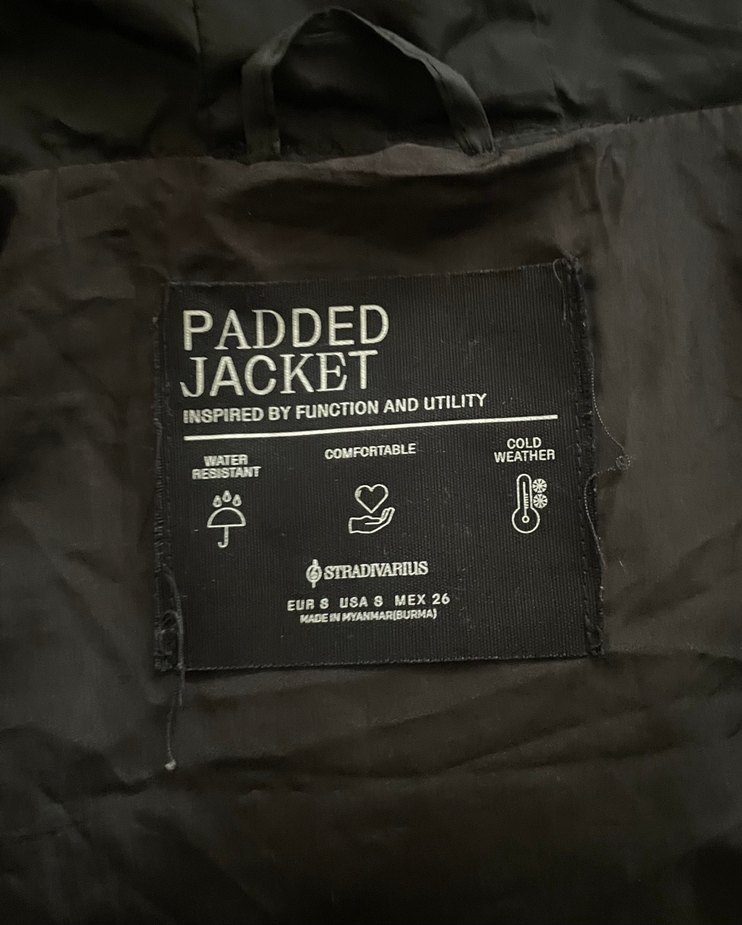 PADDED
JACKET
INSPIRED BY FUNCTION AND UTILITY
WATER
RESISTANT
COMFORTABLE
COLD
WEATHER
STRADIVARIUS
EUR S USA S MEX 26
MADE IN MYANMAR(BURMA)